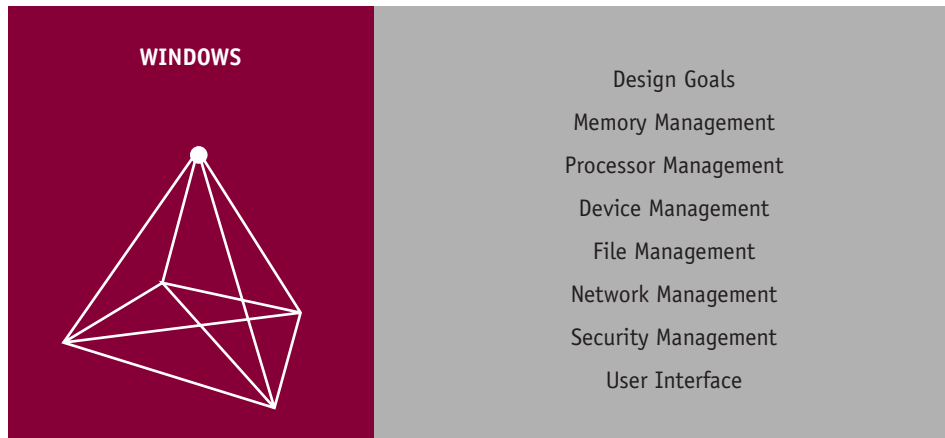 WINDOWS
Design Goals
Memory Management
Processor Management
Device Management
File Management
Network Management
Security Management
User Interface